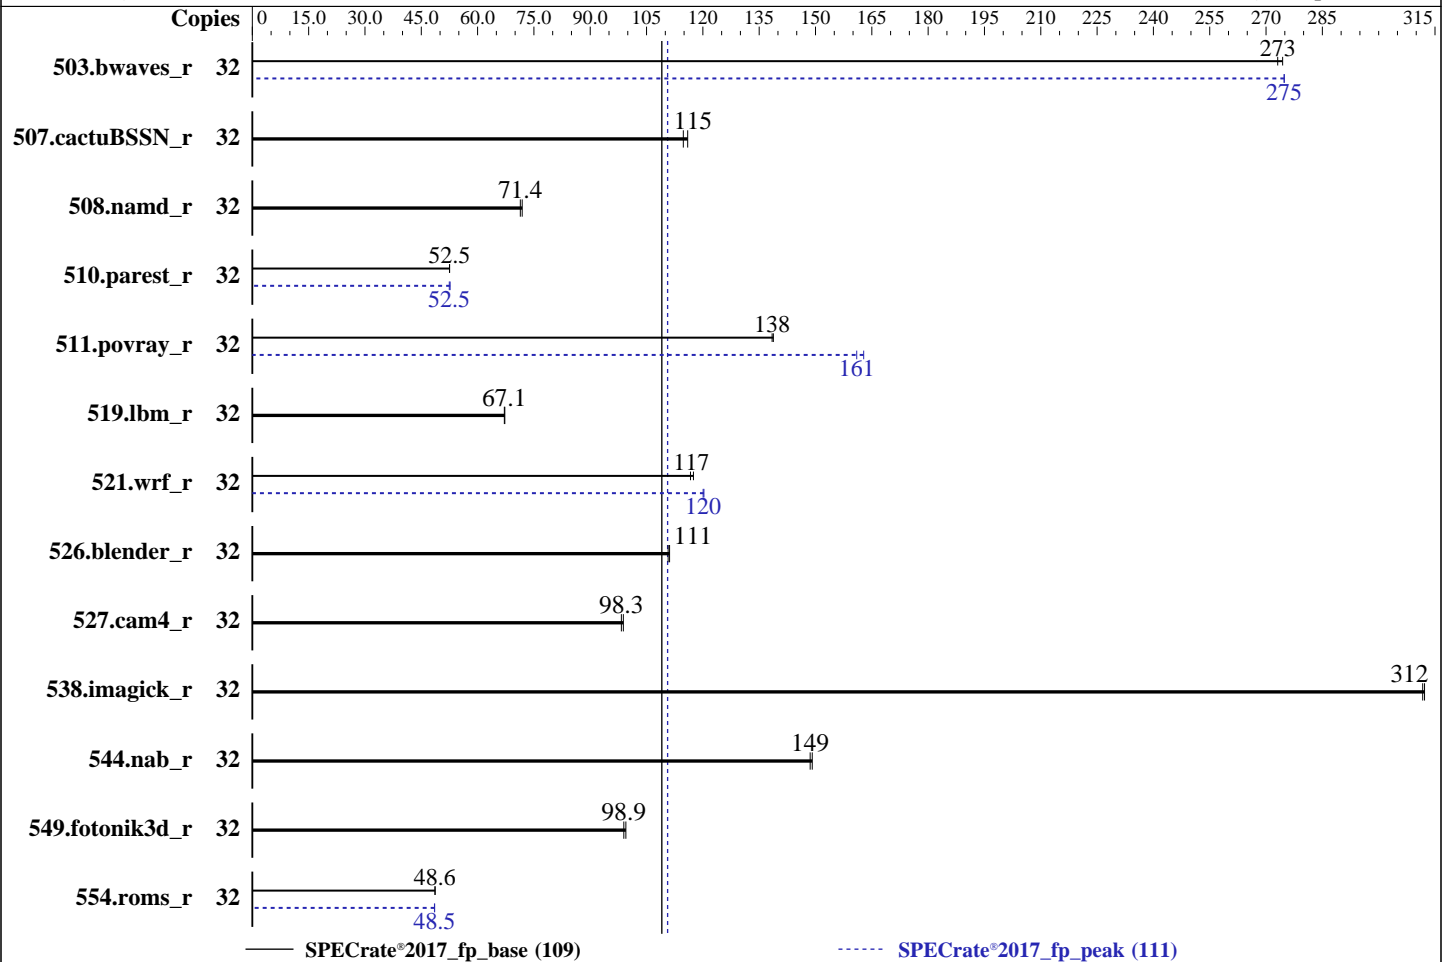 Copies 0 15.0 30.0 45.0 60.0 75.0 90.0 105 120 135 150 165 180 195 210 225 240 255 270 285 315
503.bwaves_r 32 273
275
507.cactuBSSN_r 32 115
508.namd_r 32 71.4
510.parest_r 32 52.5
52.5
511.povray_r 32 138
161
519.lbm_r 32 67.1
521.wrf_r 32 117
120
526.blender_r 32 111
527.cam4_r 32 98.3
538.imagick_r 32 312
544.nab_r 32 149
549.fotonik3d_r 32 98.9
554.roms_r 32 48.6
48.5
SPECrate®2017_fp_base (109) SPECrate®2017_fp_peak (111)